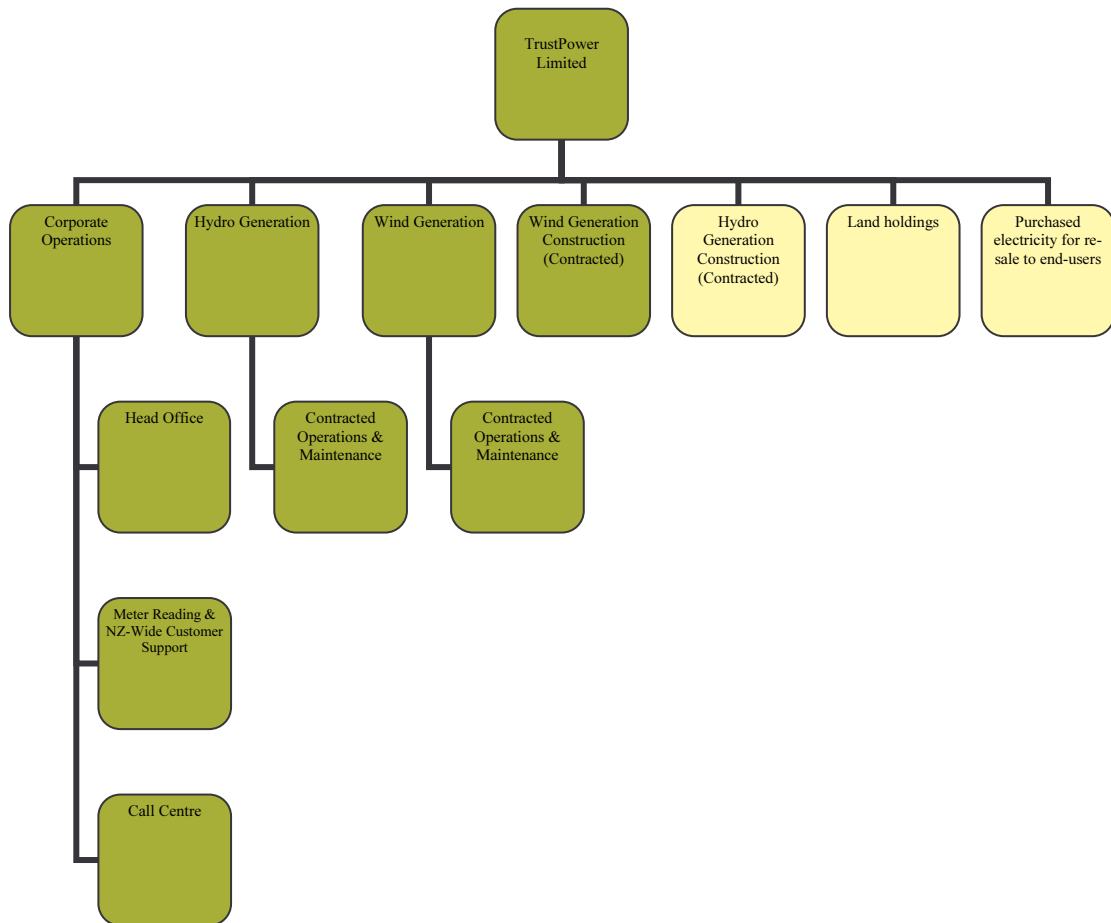 TrustPower
Limited
Corporate
Operations
Hydro Generation
Wind Generation
Wind Generation
Construction
(Contracted)
Hydro
Generation
Construction
(Contracted)
Land holdings
Purchased
electricity for re-
sale to end-users
Head Office
Contracted
Operations &
Maintenance
Contracted
Operations &
Maintenance
Meter Reading &
NZ-Wide Customer
Support
Call Centre